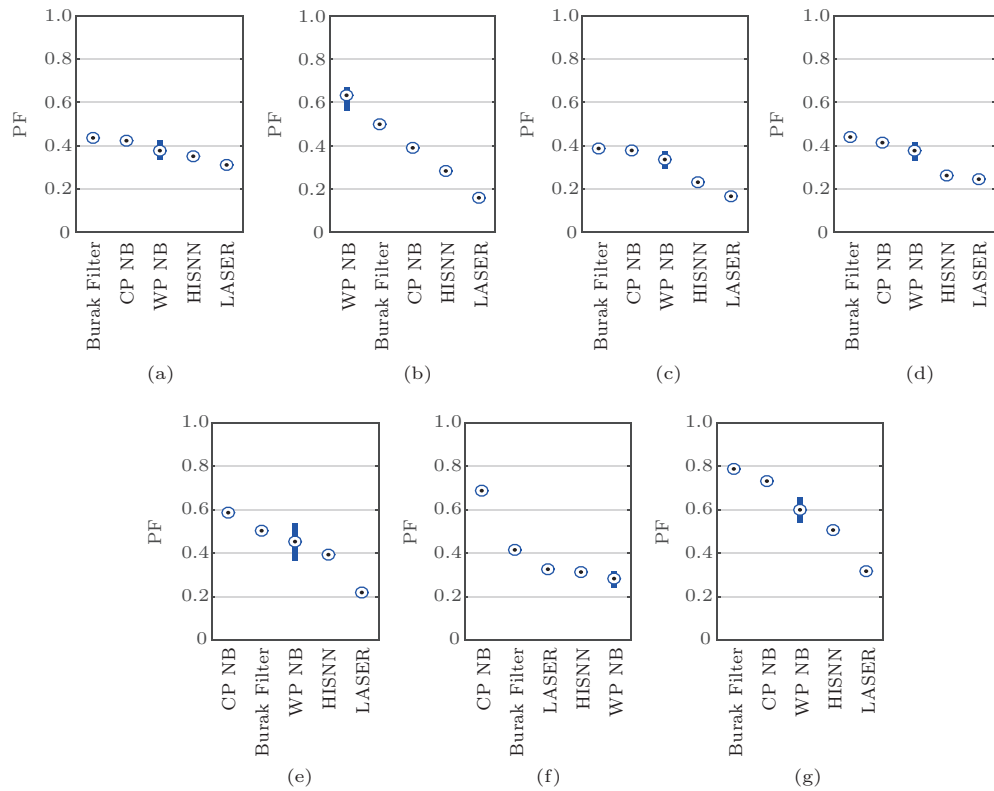 1.0
0.8
0.6
0.4
0.2
0
PF
Burak Filter
CP NB
WP NB
HISNN
LASER
(a)
1.0
0.8
0.6
0.4
0.2
0
PF
WP NB
Burak Filter
CP NB
HISNN
LASER
(b)
1.0
0.8
0.6
0.4
0.2
0
PF
Burak Filter
CP NB
WP NB
HISNN
LASER
(c)
1.0
0.8
0.6
0.4
0.2
0
PF
Burak Filter
CP NB
WP NB
HISNN
LASER
(d)
1.0
0.8
0.6
0.4
0.2
0
PF
CP NB
Burak Filter
WP NB
HISNN
LASER
(e)
1.0
0.8
0.6
0.4
0.2
0
PF
CP NB
Burak Filter
LASER
HISNN
WP NB
(f)
1.0
0.8
0.6
0.4
0.2
0
PF
Burak Filter
CP NB
WP NB
HISNN
LASER
(g)